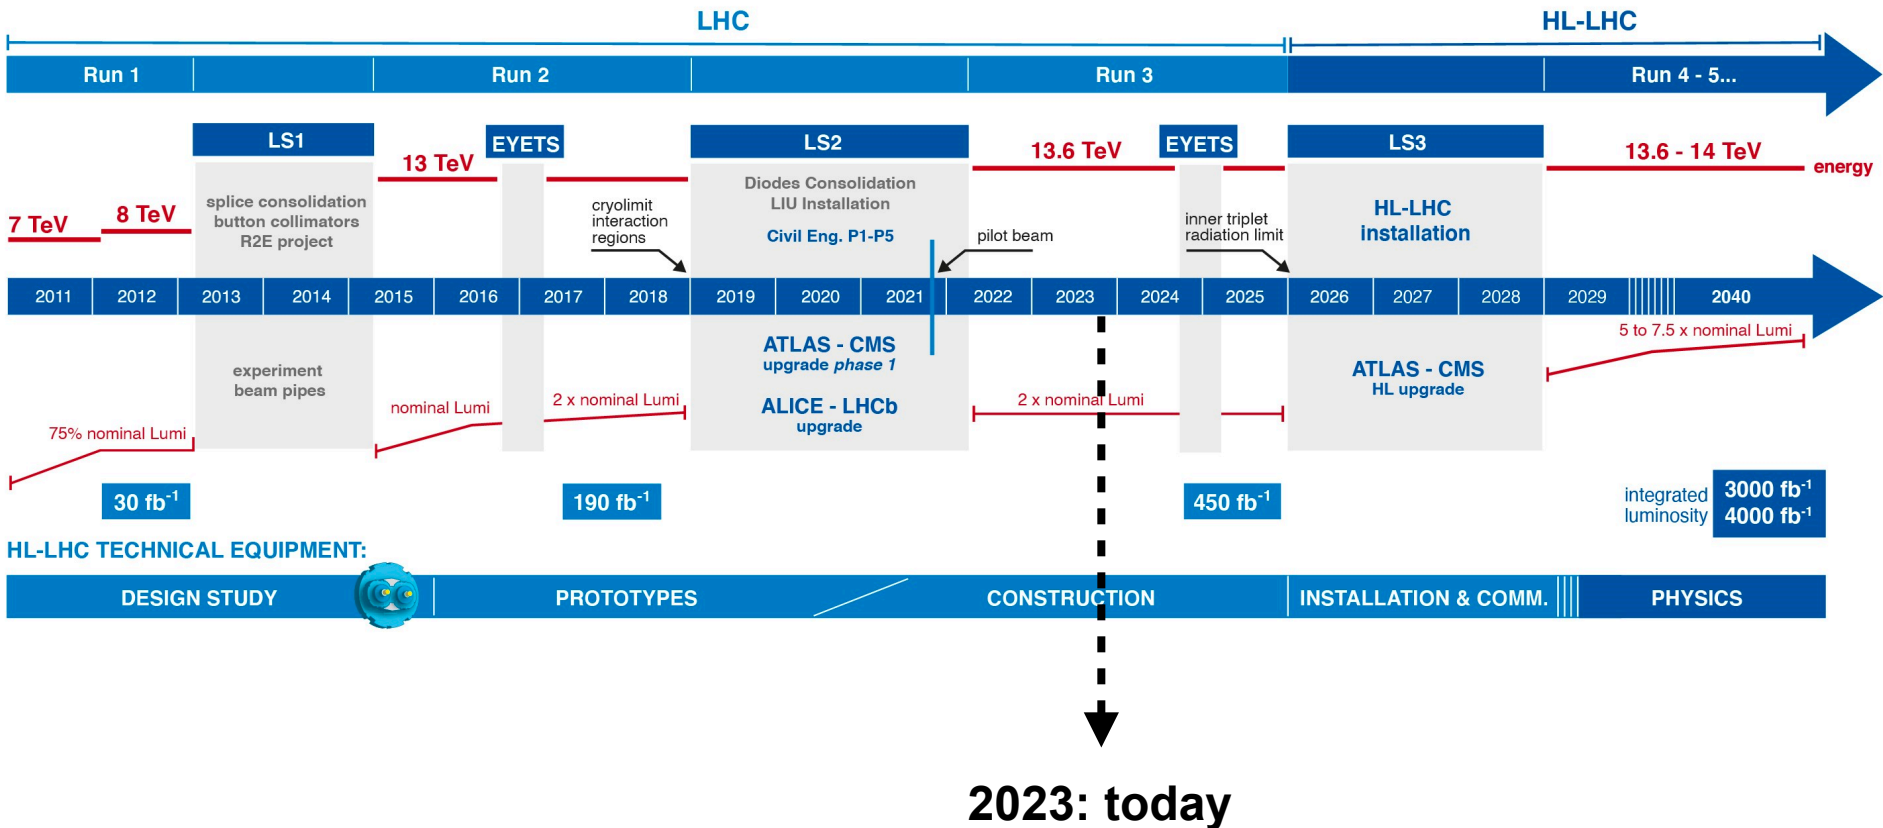 LHC
HL-LHC
Run 1
Run 2
Run 3
Run 4 - 5...
LS1
EYETS
LS2
EYETS
LS3
13 TeV
13.6 TeV
13.6 - 14 TeV
energy
7 TeV
8 TeV
splice consolidation
button collimators
R2E project
cryolimit
interaction
regions
Diodes Consolidation
LIU Installation
Civil Eng. P1-P5
pilot beam
inner triplet
radiation limit
HL-LHC
installation
2011
2012
2013
2014
2015
2016
2017
2018
2019
2020
2021
2022
2023
2024
2025
2026
2027
2028
2029
2040
experiment
beam pipes
75% nominal Lumi
nominal Lumi
2 x nominal Lumi
ATLAS - CMS
upgrade phase 1
ALICE - LHCb
upgrade
2 x nominal Lumi
ATLAS - CMS
HL upgrade
5 to 7.5 x nominal Lumi
30 fb-1
190 fb-1
450 fb-1
integrated
luminosity
3000 fb-1
4000 fb-1
HL-LHC TECHNICAL EQUIPMENT:
DESIGN STUDY
PROTOTYPES
CONSTRUCTION
INSTALLATION & COMM.
PHYSICS
2023: today